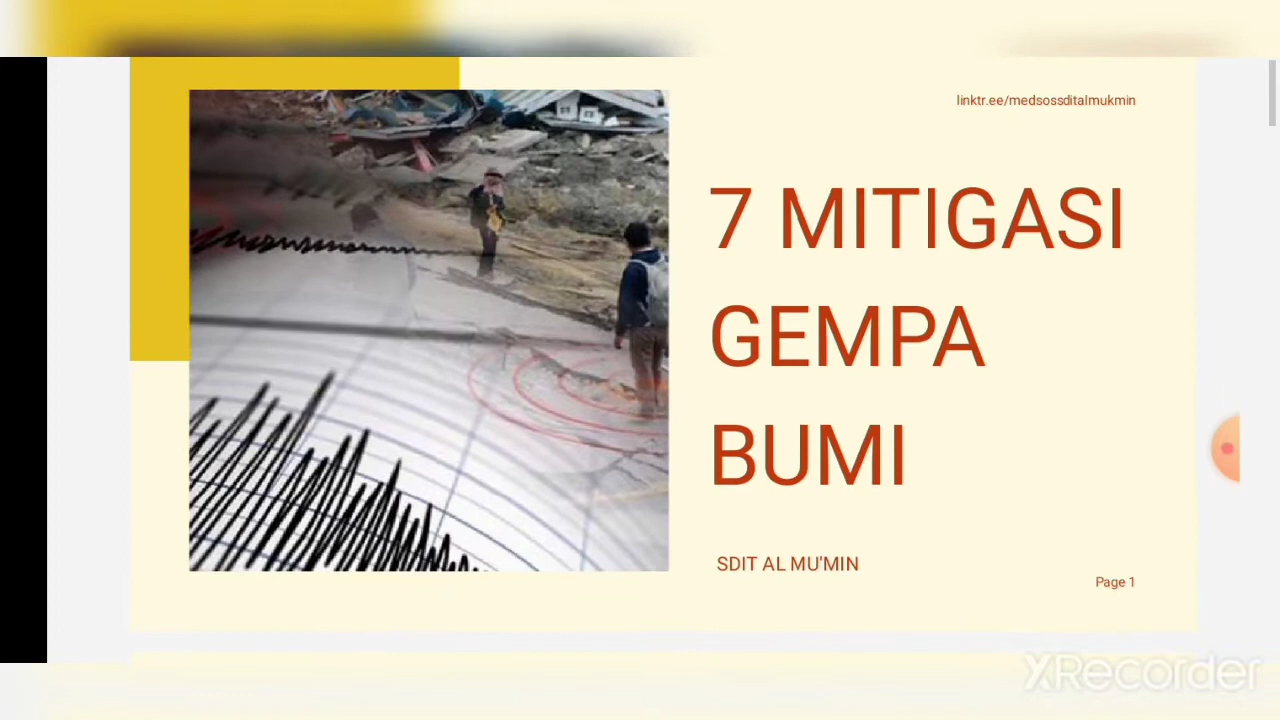 linktr.ee/medsossditalmukmin
7 MITIGASI
GEMPA
BUMI
SDIT AL MU'MIN
Page 1
XRecorder